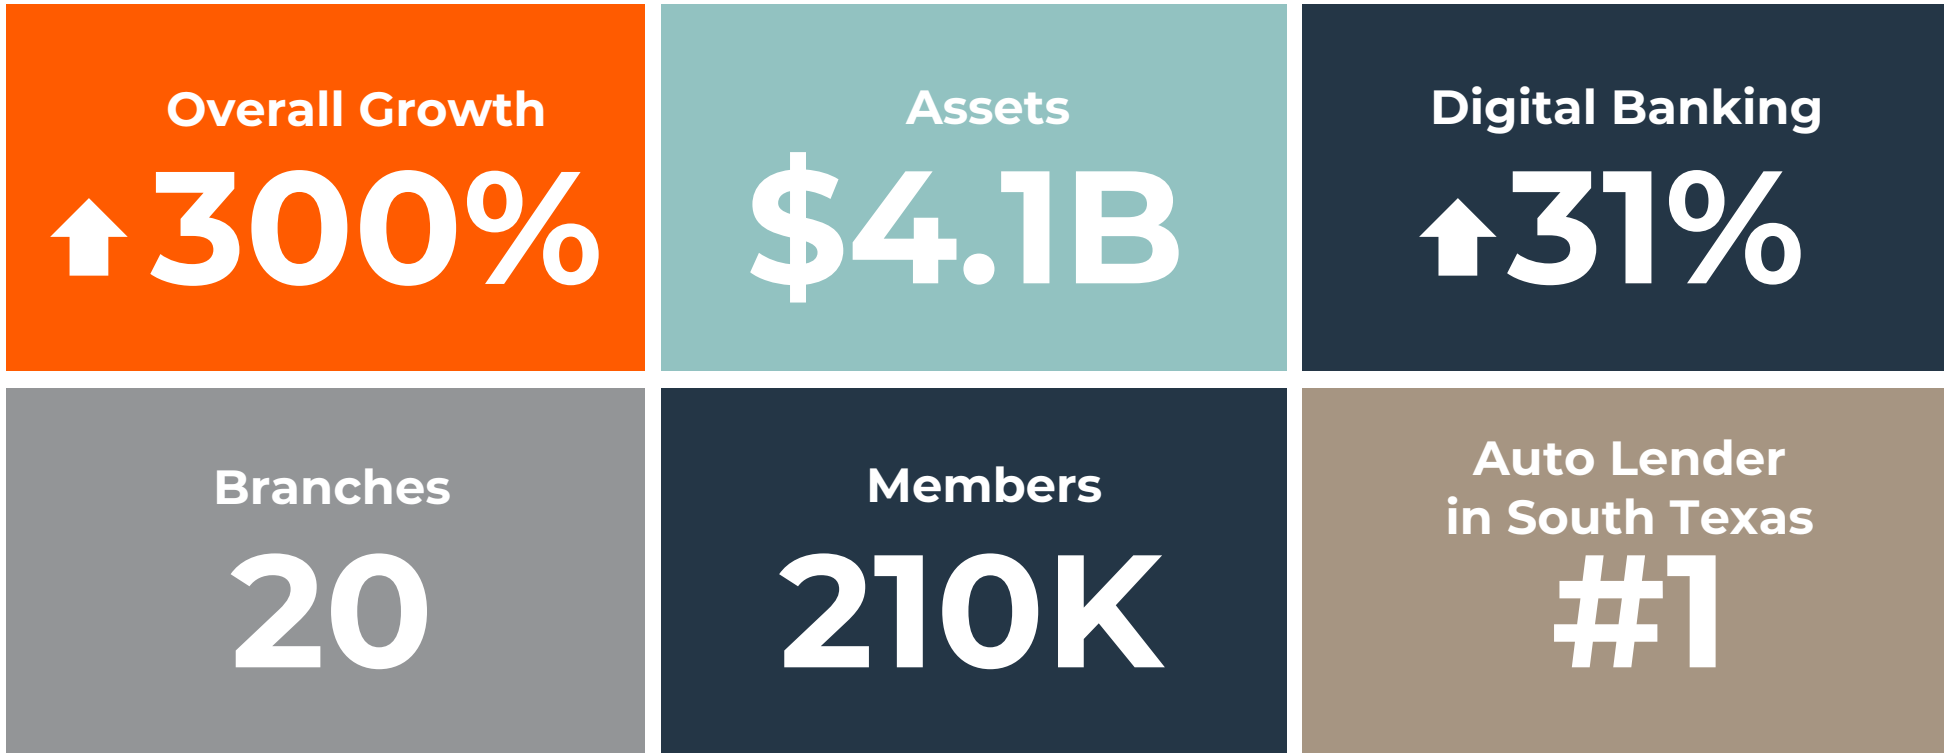 Overall Growth
300%
Assets
$4.1B
Digital Banking
31%
Branches
20
Members
210K
Auto Lender
in South Texas
#1